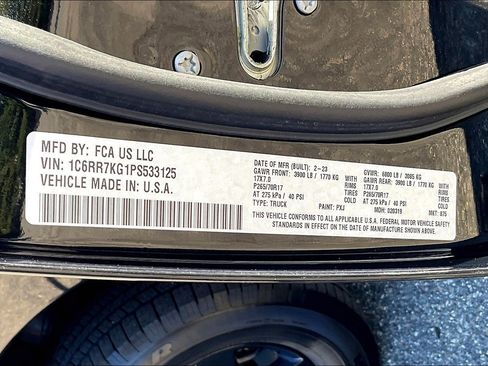 MFD BY: FCA US LLC
VIN: 1C6RR7KG1PS533125
VEHICLE MADE IN: U.S.A.
DATE OF MFR (BUILT): 2-23 GVWR: 6800 LB / 3085 KG
GAWR FRONT: 3900 LB / 1770 KG WITH GAWR REAR: 3900 LB / 1770 KG WITH
17X7.0 RIMS 17X7.0 RIMS
P265/70R17 TIRES P265/70R17 TIRES
AT 275 kPa / 40 PSI AT 275 kPa / 40 PSI
TYPE: TRUCK PAINT: PXJ MDH: 020319 MNT: 875
THIS VEHICLE CONFORMS TO ALL APPLICABLE U.S.A. FEDERAL MOTOR VEHICLE SAFETY
STANDARDS IN EFFECT ON THE DATE OF MANUFACTURE SHOWN ABOVE